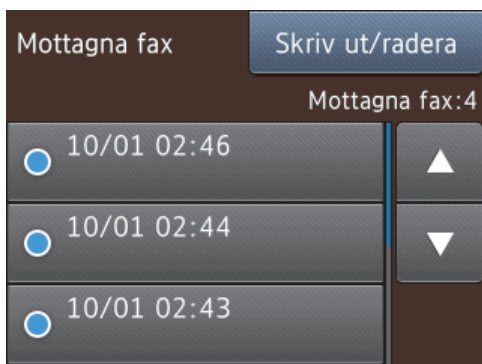 Mottagna fax
Skriv ut/radera
Mottagna fax:4
10/01 02:46
10/01 02:44
10/01 02:43